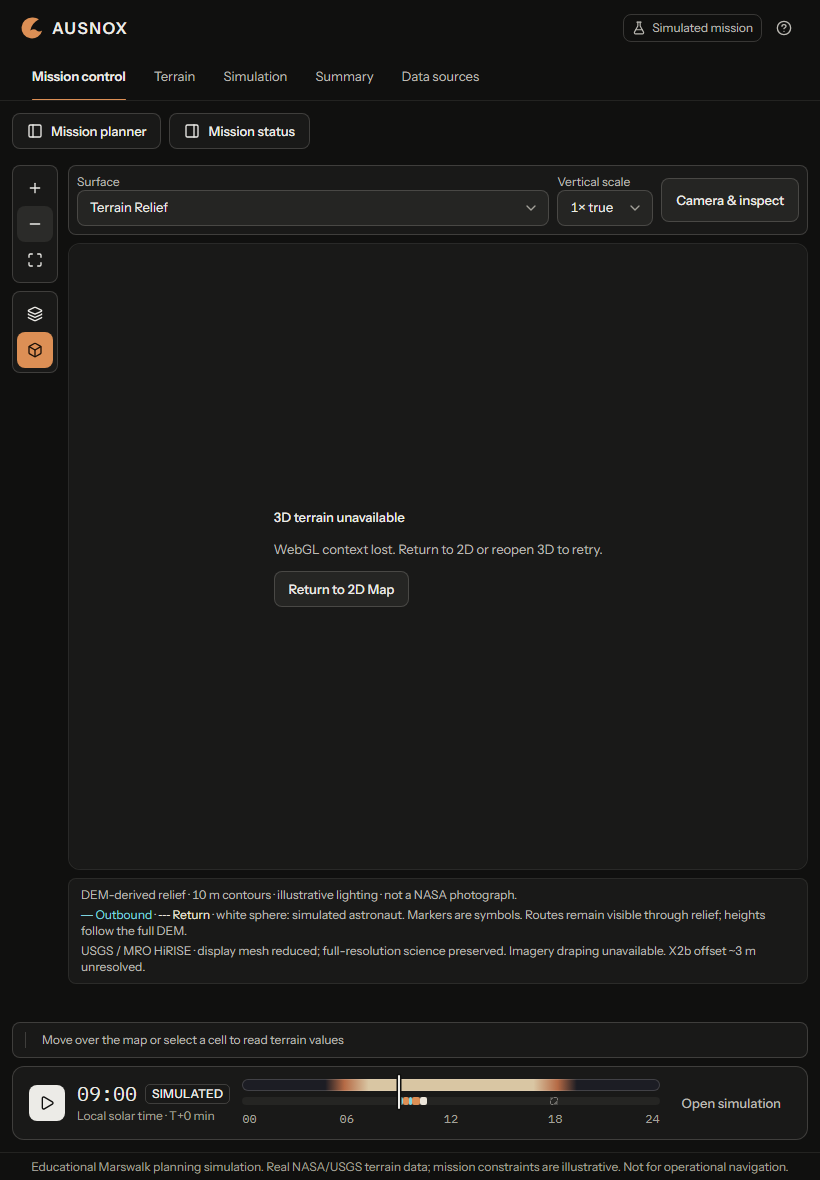 AUSNOX
Simulated mission
Mission control Terrain Simulation Summary Data sources
Mission planner Mission status
Surface Vertical scale
Terrain Relief 1× true Camera & inspect
3D terrain unavailable
WebGL context lost. Return to 2D or reopen 3D to retry.
Return to 2D Map
DEM-derived relief · 10 m contours · illustrative lighting · not a NASA photograph.
— Outbound · --- Return · white sphere: simulated astronaut. Markers are symbols. Routes remain visible through relief; heights
follow the full DEM.
USGS / MRO HiRISE · display mesh reduced; full-resolution science preserved. Imagery draping unavailable. X2b offset ~3 m
unresolved.
Move over the map or select a cell to read terrain values
09:00 SIMULATED
Local solar time · T+0 min
00 06 12 18 24
Open simulation
Educational Marswalk planning simulation. Real NASA/USGS terrain data; mission constraints are illustrative. Not for operational navigation.